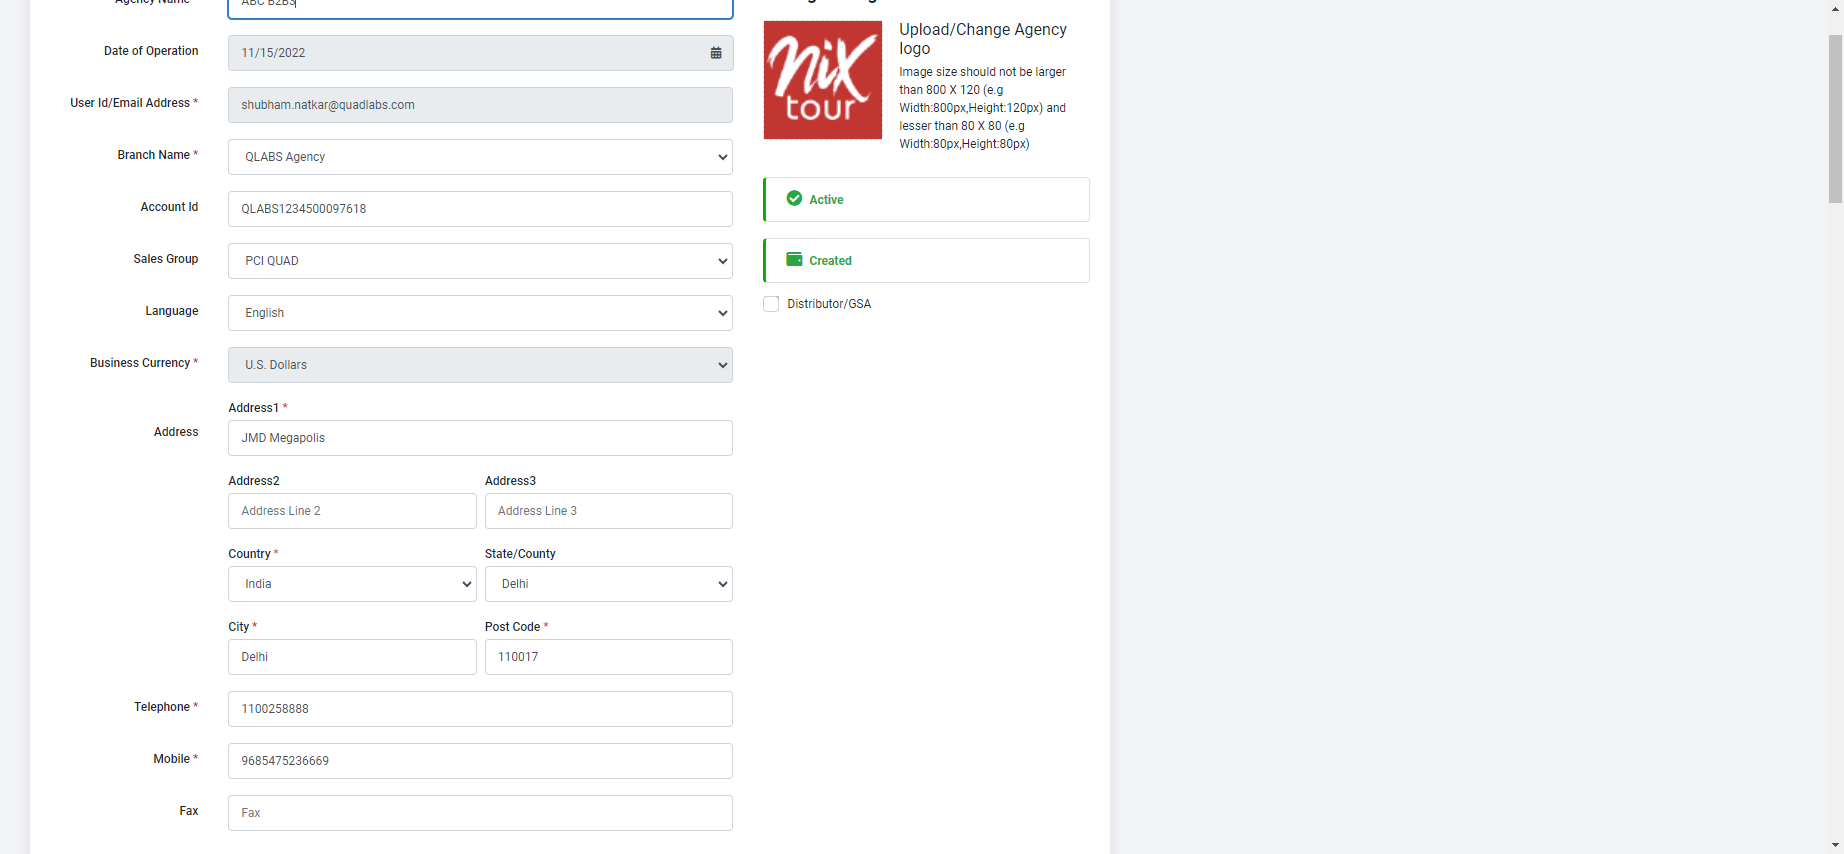 Agency Name
ABC B2B3
Date of Operation
11/15/2022
User Id/Email Address *
shubham.natkar@quadlabs.com
Branch Name *
QLABS Agency
Account Id
QLABS1234500097618
Sales Group
PCI QUAD
Language
English
Business Currency *
U.S. Dollars
Address
Address1 *
JMD Megapolis
Address2
Address Line 2
Address3
Address Line 3
Country *
India
State/County
Delhi
City *
Delhi
Post Code *
110017
Telephone *
1100258888
Mobile *
9685475236669
Fax
Fax
nix
tour
Upload/Change Agency
logo
Image size should not be larger
than 800 X 120 (e.g
Width:800px,Height:120px) and
lesser than 80 X 80 (e.g
Width:80px,Height:80px)
Active
Created
Distributor/GSA